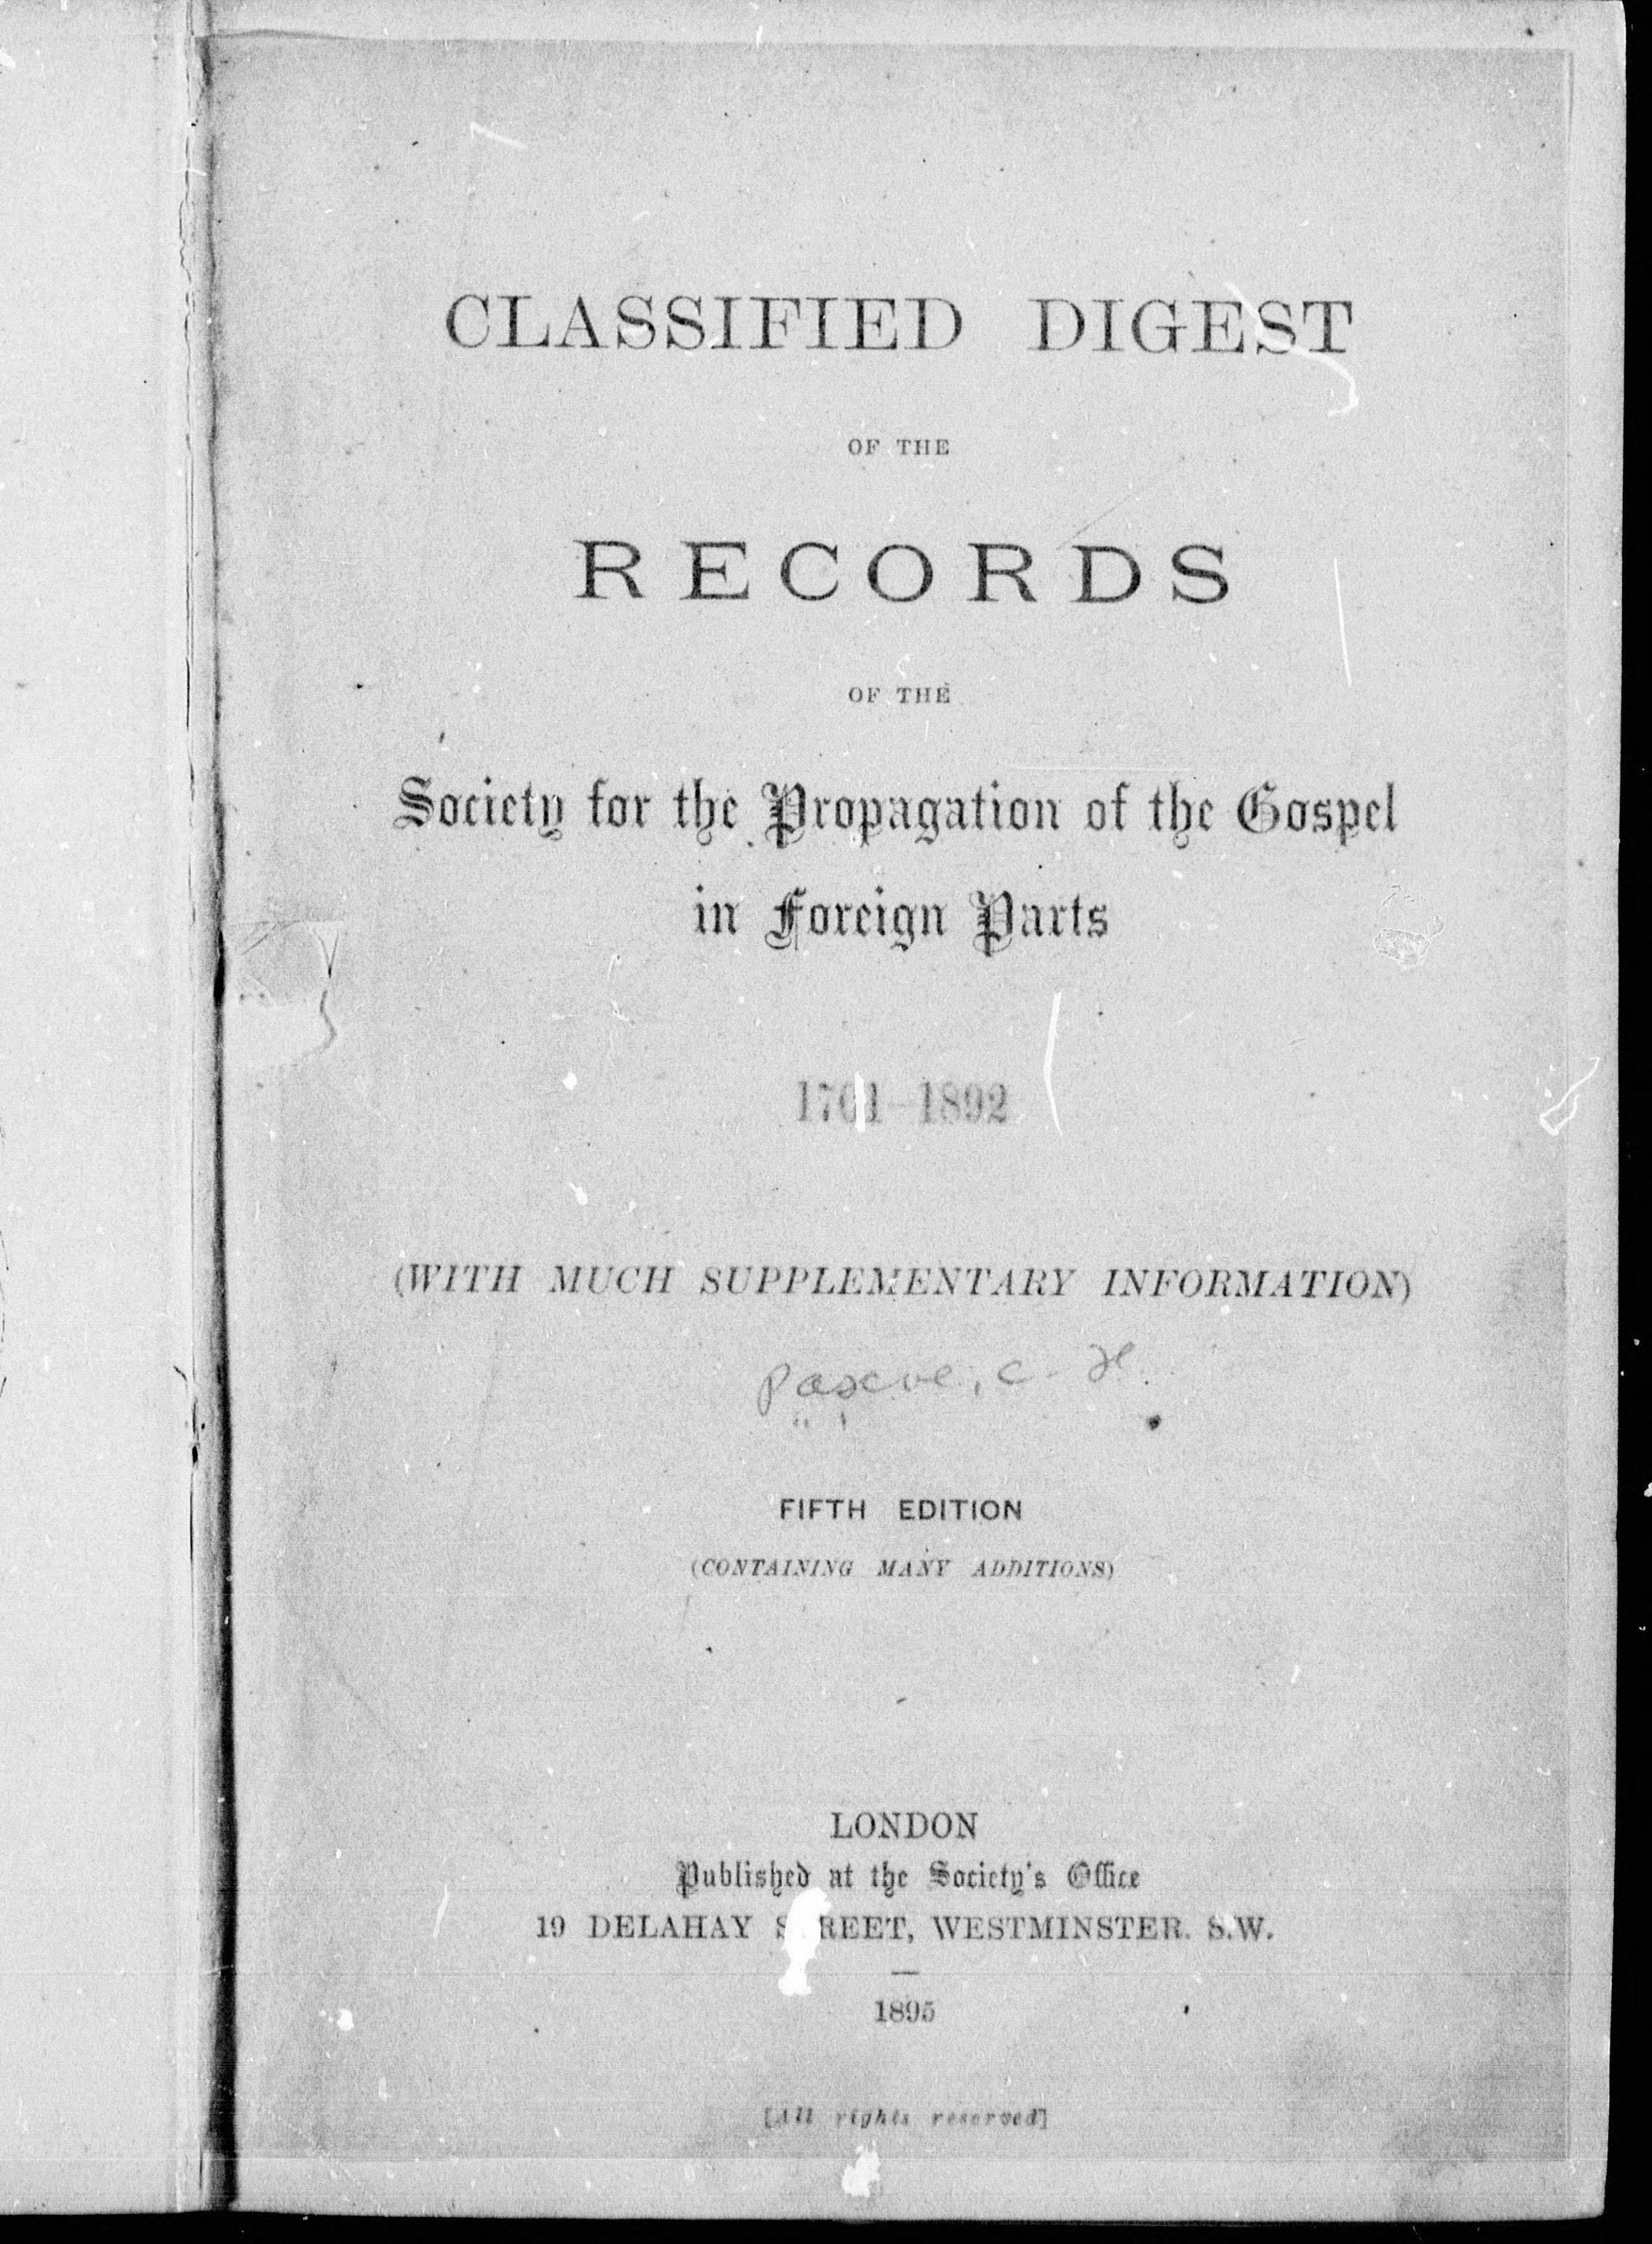 CLASSIFIED DIGEST
OF THE
RECORDS
OF THE
Society for the Propagation of the Gospel
in Foreign Parts
1701–1892
(WITH MUCH SUPPLEMENTARY INFORMATION)
Pascoe, C. F.
FIFTH EDITION
(CONTAINING MANY ADDITIONS)
LONDON
Published at the Society's Office
19 DELAHAY STREET, WESTMINSTER. S.W.
1895
[All rights reserved]